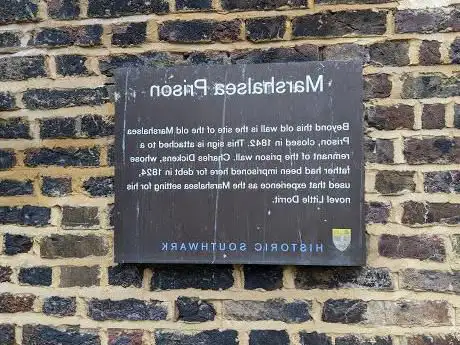 Marshalsea Prison
Beyond this old wall is the site of the old Marshalsea
Prison, closed in 1842. This sign is attached to a
remnant of the prison wall. Charles Dickens, whose
father had been imprisoned here for debt in 1824,
used that experience as the Marshalsea setting for his
novel Little Dorrit.
HISTORIC SOUTHWARK